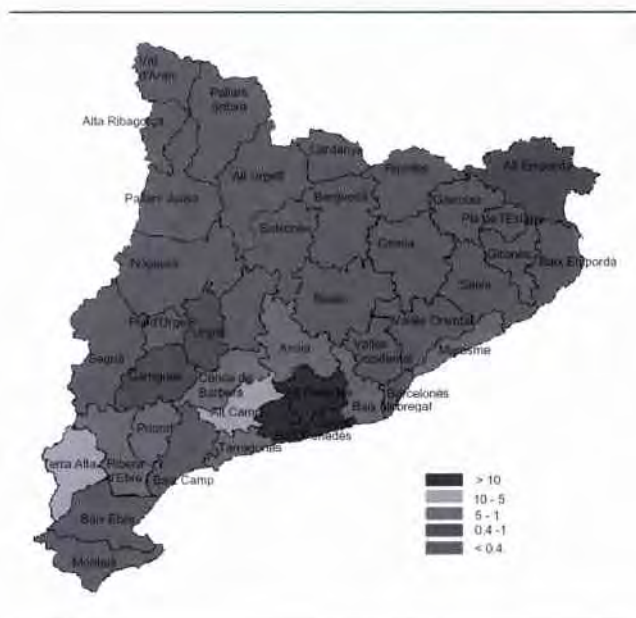 Val
d'Aran
Pallars
Sobirà
Alta Ribagorça
Cerdanya
Alt Empordà
Alt Urgell
Ripollès
Garrotxa
Pallars Jussà
Berguedà
Pla de l'Estany
Solsonès
Osona
Gironès
Noguera
Baix Empordà
Selva
Bages
Pla d'Urgell
Urgell
Vallès Oriental
Segrià
Anoia
Vallès
Occidental
Maresme
Garrigues
Conca de
Barberà
Barcelonès
Baix Llobregat
Alt Camp
Priorat
Tarragonès
Terra Alta
Ribera
d'Ebre
Baix Camp
Baix Ebre
Montsià
> 10
10 - 5
5 - 1
0.4 -1
< 0.4